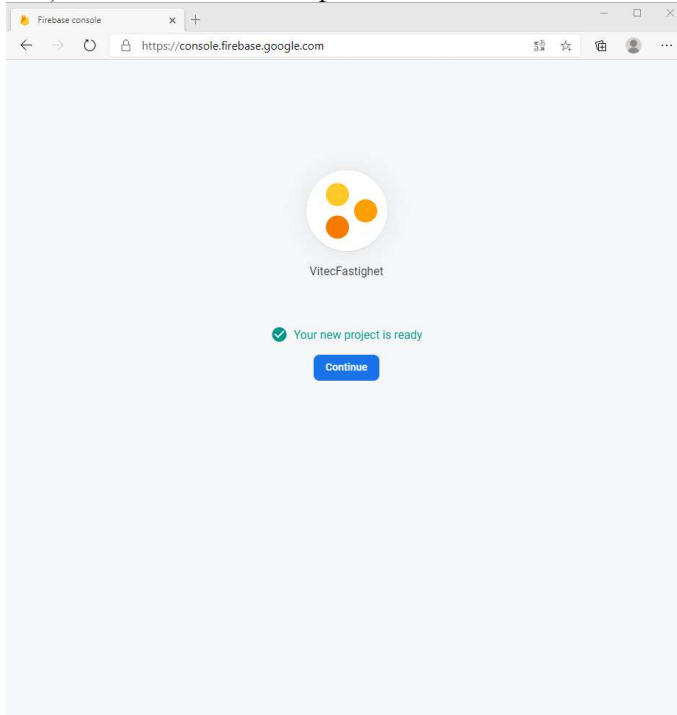 Firebase console
https://console.firebase.google.com
VitecFastighet
Your new project is ready
Continue